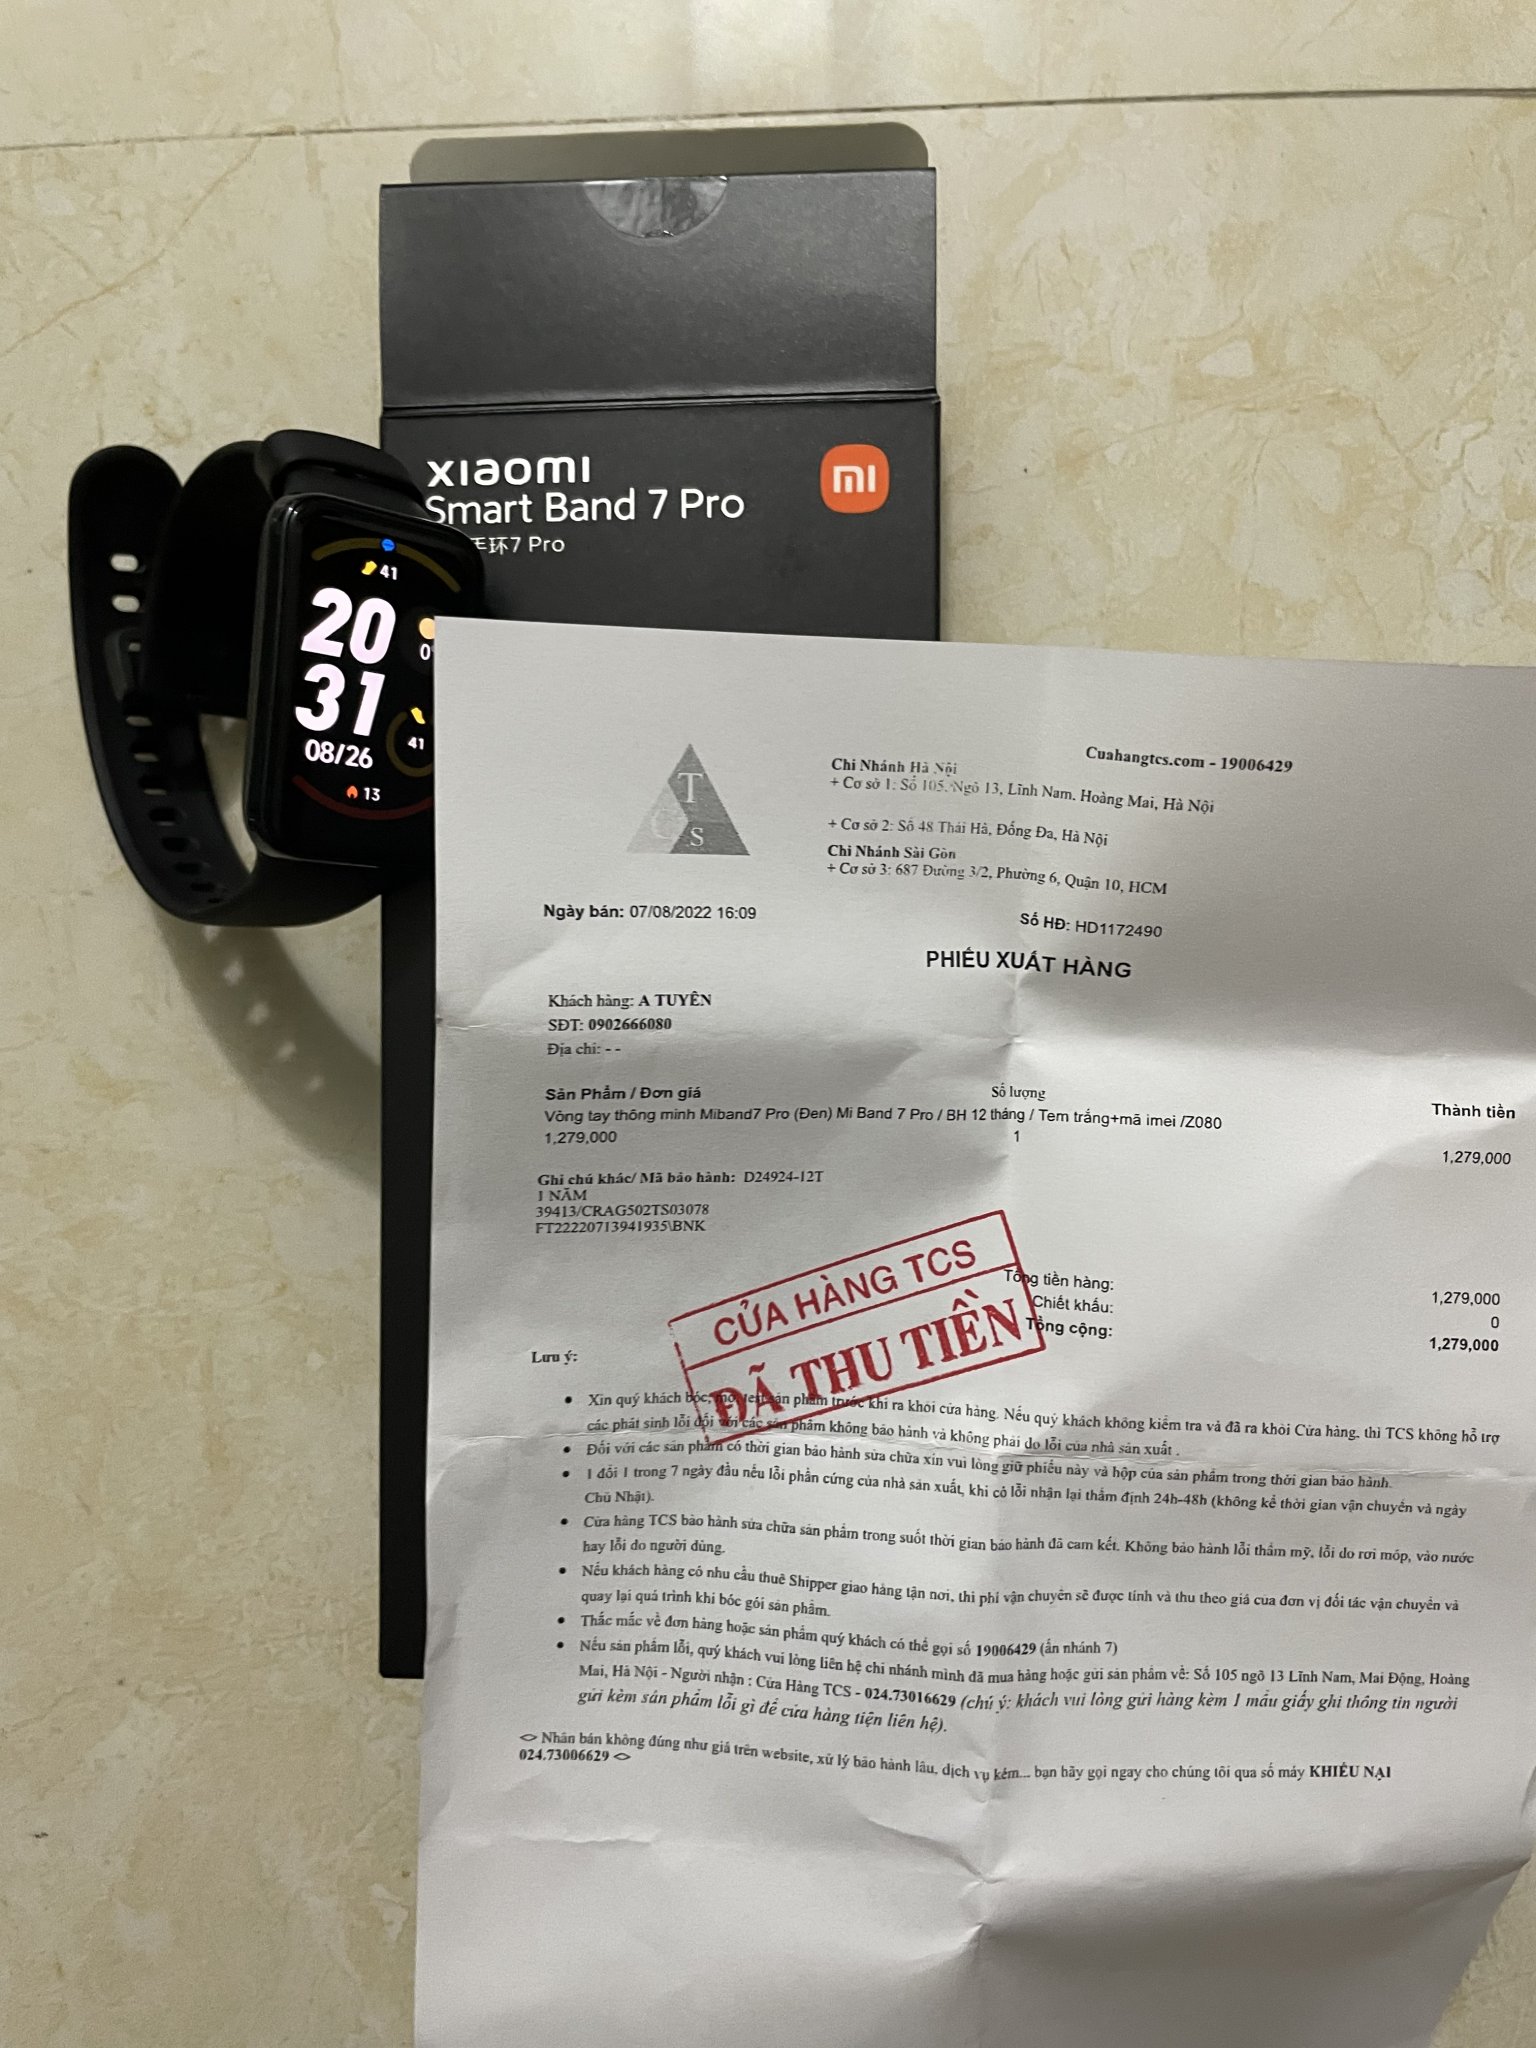 xiaomi
Smart Band 7 Pro
环7 Pro
mi
41
20
31
08/26
0°
41
13
T
C
S
Cuahangtcs.com - 19006429
Chi Nhánh Hà Nội
+ Cơ sở 1: Số 105, Ngõ 13, Lĩnh Nam. Hoàng Mai, Hà Nội
+ Cơ sở 2: Số 48 Thái Hà, Đống Đa, Hà Nội
Chi Nhánh Sài Gòn
+ Cơ sở 3: 687 Đường 3/2, Phường 6, Quận 10, HCM
Ngày bán: 07/08/2022 16:09
Số HĐ: HD1172490
PHIẾU XUẤT HÀNG
Khách hàng: A TUYÊN
SĐT: 0902666080
Địa chỉ: - -
Sản Phẩm / Đơn giá Số lượng Thành tiền
Vòng tay thông minh Miband7 Pro (Đen) Mi Band 7 Pro / BH 12 tháng / Tem trắng+mã imei /Z080
1,279,000 1 1,279,000
Ghi chú khác/ Mã bảo hành: D24924-12T
1 NĂM
39413/CRAG502TS03078
FT22220713941935\BNK
CỬA HÀNG TCS
ĐÃ THU TIỀN
Tổng tiền hàng: 1,279,000
Chiết khấu: 0
Tổng cộng: 1,279,000
Lưu ý:
• Xin quý khách bóc, mở, test sản phẩm trước khi ra khỏi cửa hàng. Nếu quý khách không kiểm tra và đã ra khỏi Cửa hàng, thì TCS không hỗ trợ
các phát sinh lỗi đối với các sản phẩm không bảo hành và không phải do lỗi của nhà sản xuất .
• Đối với các sản phẩm có thời gian bảo hành sửa chữa xin vui lòng giữ phiếu này và hộp của sản phẩm trong thời gian bảo hành.
• 1 đổi 1 trong 7 ngày đầu nếu lỗi phần cứng của nhà sản xuất, khi có lỗi nhận lại thẩm định 24h-48h (không kể thời gian vận chuyển và ngày
Chủ Nhật).
• Cửa hàng TCS bảo hành sửa chữa sản phẩm trong suốt thời gian bảo hành đã cam kết. Không bảo hành lỗi thẩm mỹ, lỗi do rơi móp, vào nước
hay lỗi do người dùng.
• Nếu khách hàng có nhu cầu thuê Shipper giao hàng tận nơi, thì phí vận chuyển sẽ được tính và thu theo giá của đơn vị đối tác vận chuyển và
quay lại quá trình khi bóc gói sản phẩm.
• Thắc mắc về đơn hàng hoặc sản phẩm quý khách có thể gọi số 19006429 (ấn nhánh 7)
• Nếu sản phẩm lỗi, quý khách vui lòng liên hệ chi nhánh mình đã mua hàng hoặc gửi sản phẩm về: Số 105 ngõ 13 Lĩnh Nam, Mai Động, Hoàng
Mai, Hà Nội - Người nhận : Cửa Hàng TCS - 024.73016629 (chú ý: khách vui lòng gửi hàng kèm 1 mẩu giấy ghi thông tin người
gửi kèm sản phẩm lỗi gì để cửa hàng tiện liên hệ).
<> Nhân bán không đúng như giá trên website, xử lý bảo hành lâu, dịch vụ kém... bạn hãy gọi ngay cho chúng tôi qua số máy KHIẾU NẠI
024.73006629 <>